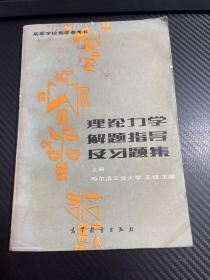 高等学校教学参考书
理论力学
解题指导
及习题集
上册
哈尔滨工业大学 王铎 主编
高等教育出版社